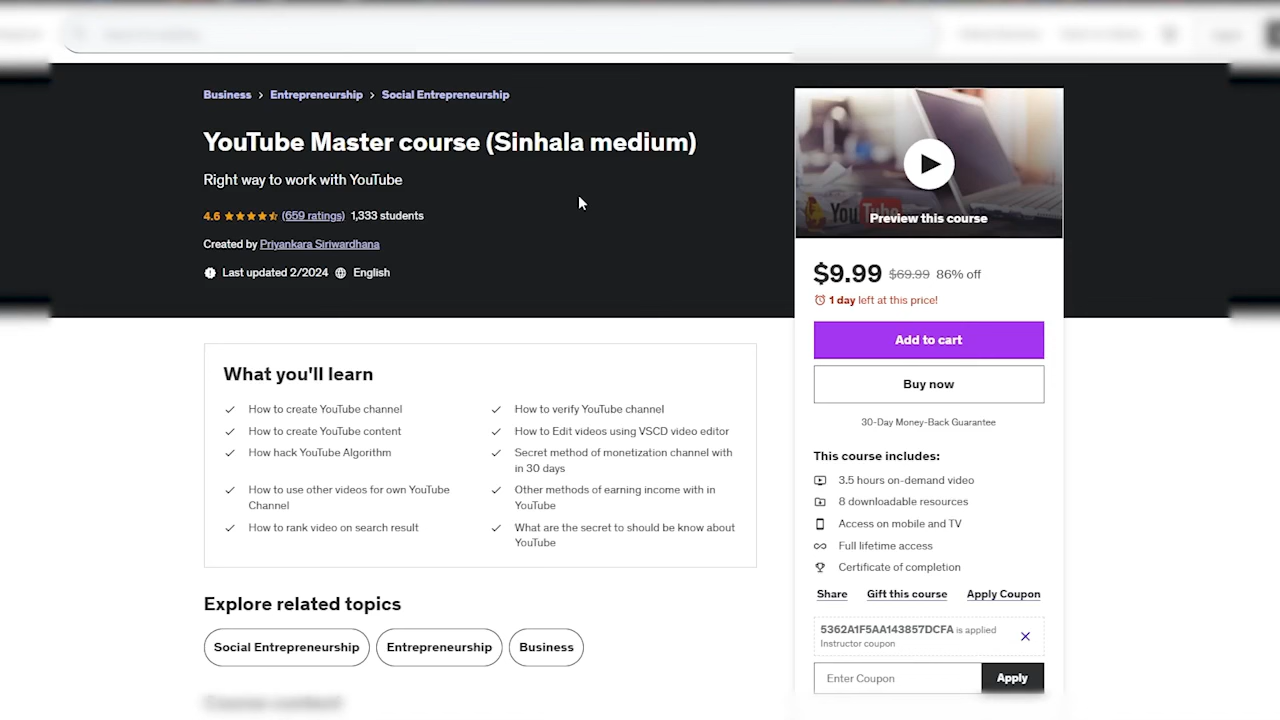 Business > Entrepreneurship > Social Entrepreneurship
YouTube Master course (Sinhala medium)
Right way to work with YouTube
4.6 (659 ratings) 1,333 students
Created by Priyankara Siriwardhana
Last updated 2/2024 English
What you'll learn
How to create YouTube channel
How to verify YouTube channel
How to create YouTube content
How to Edit videos using VSCD video editor
How hack YouTube Algorithm
Secret method of monetization channel with
in 30 days
How to use other videos for own YouTube
Channel
Other methods of earning income with in
YouTube
How to rank video on search result
What are the secret to should be know about
YouTube
Explore related topics
Social Entrepreneurship
Entrepreneurship
Business
YouTube
Preview this course
$9.99 $69.99 86% off
1 day left at this price!
Add to cart
Buy now
30-Day Money-Back Guarantee
This course includes:
3.5 hours on-demand video
8 downloadable resources
Access on mobile and TV
Full lifetime access
Certificate of completion
Share Gift this course Apply Coupon
5362A1F5AA143857DCFA is applied
Instructor coupon
Enter Coupon
Apply
Course content